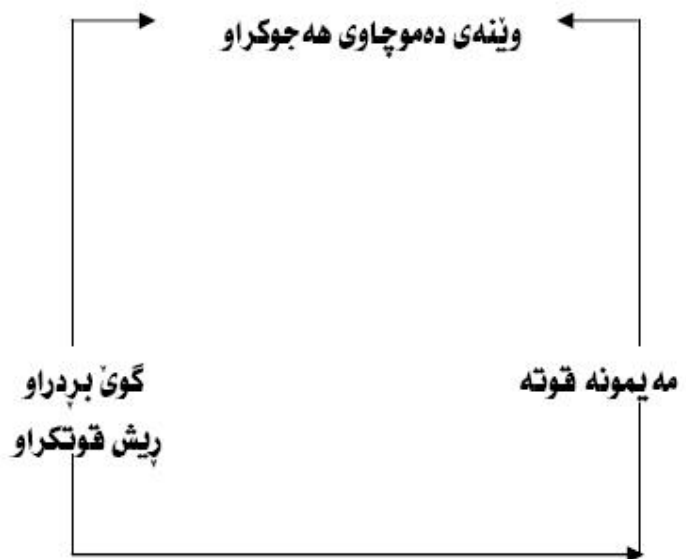 وێنەی دەموچاوی هەجوکراو
مەیمونە قوتە
گوێ بڕدراو
ڕیش قوتکراو